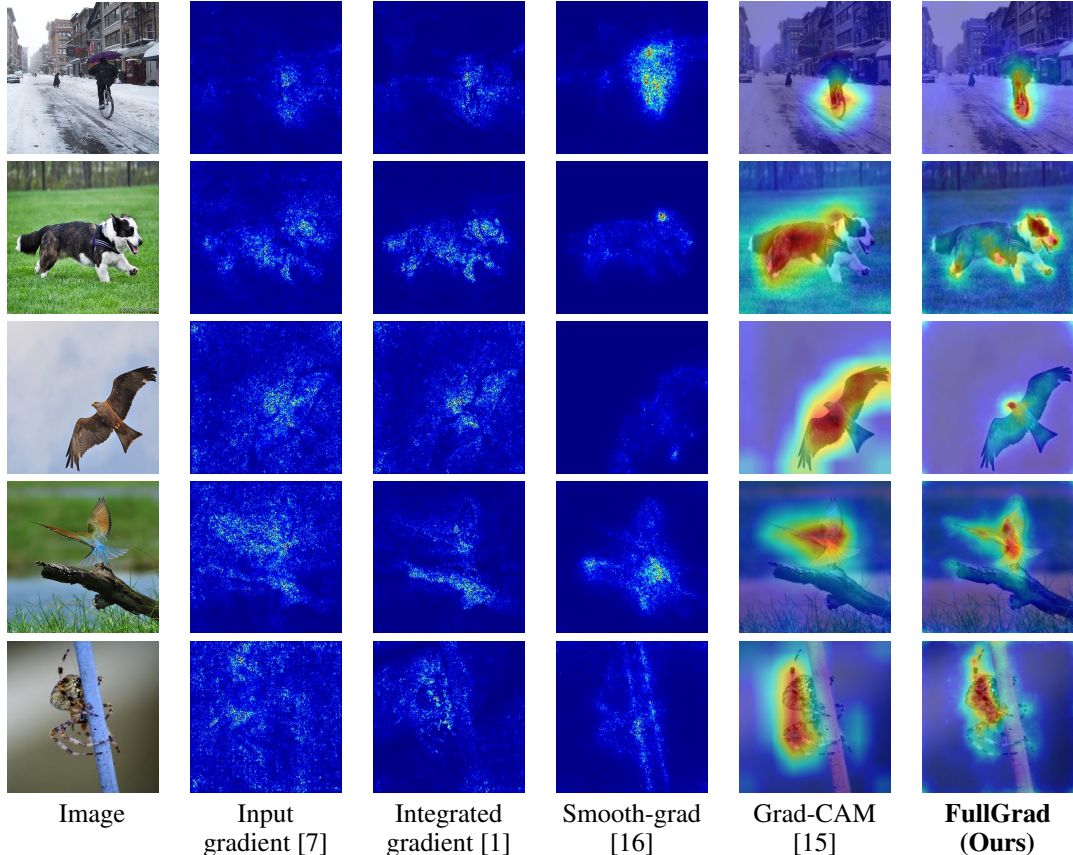 Image Input Integrated Smooth-grad Grad-CAM FullGrad
gradient [7] gradient [1] [16] [15] (Ours)